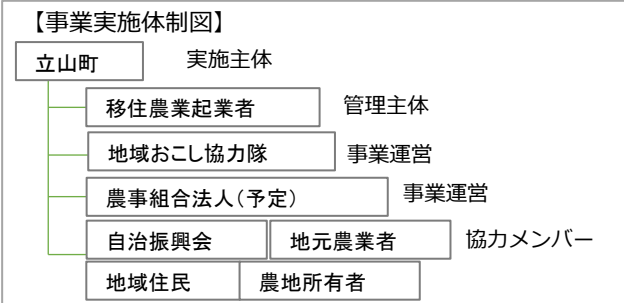 【事業実施体制図】
立山町 実施主体
移住農業起業者 管理主体
地域おこし協力隊 事業運営
農事組合法人(予定) 事業運営
自治振興会 地元農業者 協力メンバー
地域住民 農地所有者